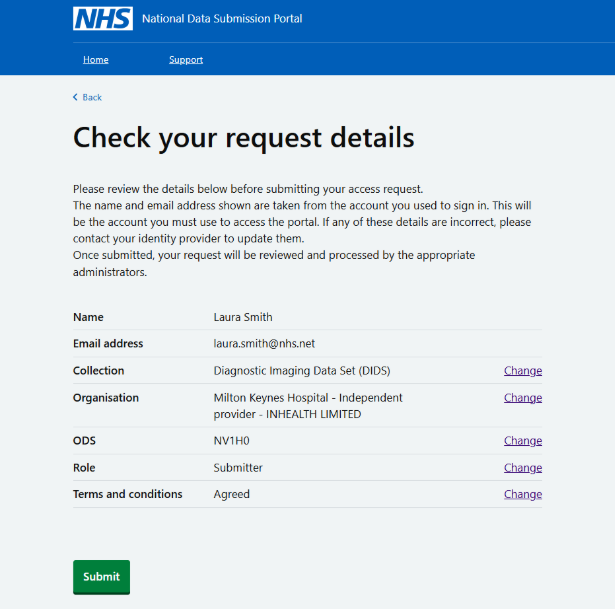 NHS National Data Submission Portal
Home Support
Back
Check your request details
Please review the details below before submitting your access request.
The name and email address shown are taken from the account you used to sign in. This will
be the account you must use to access the portal. If any of these details are incorrect, please
contact your identity provider to update them.
Once submitted, your request will be reviewed and processed by the appropriate
administrators.
Name Laura Smith
Email address laura.smith@nhs.net
Collection Diagnostic Imaging Data Set (DIDS) Change
Organisation Milton Keynes Hospital - Independent Change
provider - INHEALTH LIMITED
ODS NV1H0 Change
Role Submitter Change
Terms and conditions Agreed Change
Submit